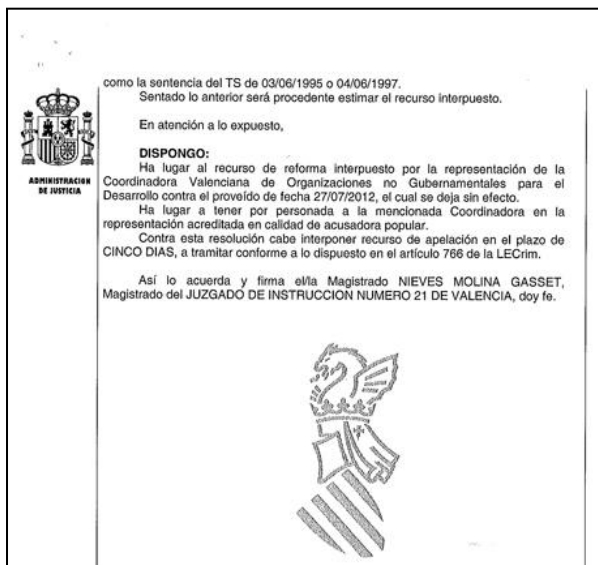 como la sentencia del TS de 03/06/1995 o 04/06/1997.
Sentado lo anterior será procedente estimar el recurso interpuesto.
En atención a lo expuesto,
DISPONGO:
Ha lugar al recurso de reforma interpuesto por la representación de la
Coordinadora Valenciana de Organizaciones no Gubernamentales para el
Desarrollo contra el proveído de fecha 27/07/2012, el cual se deja sin efecto.
Ha lugar a tener por personada a la mencionada Coordinadora en la
representación acreditada en calidad de acusadora popular.
Contra esta resolución cabe interponer recurso de apelación en el plazo de
CINCO DIAS, a tramitar conforme a lo dispuesto en el artículo 766 de la LECrim.
Así lo acuerda y firma el/la Magistrado NIEVES MOLINA GASSET,
Magistrado del JUZGADO DE INSTRUCCION NUMERO 21 DE VALENCIA, doy fe.
ADMINISTRACION
DE JUSTICIA